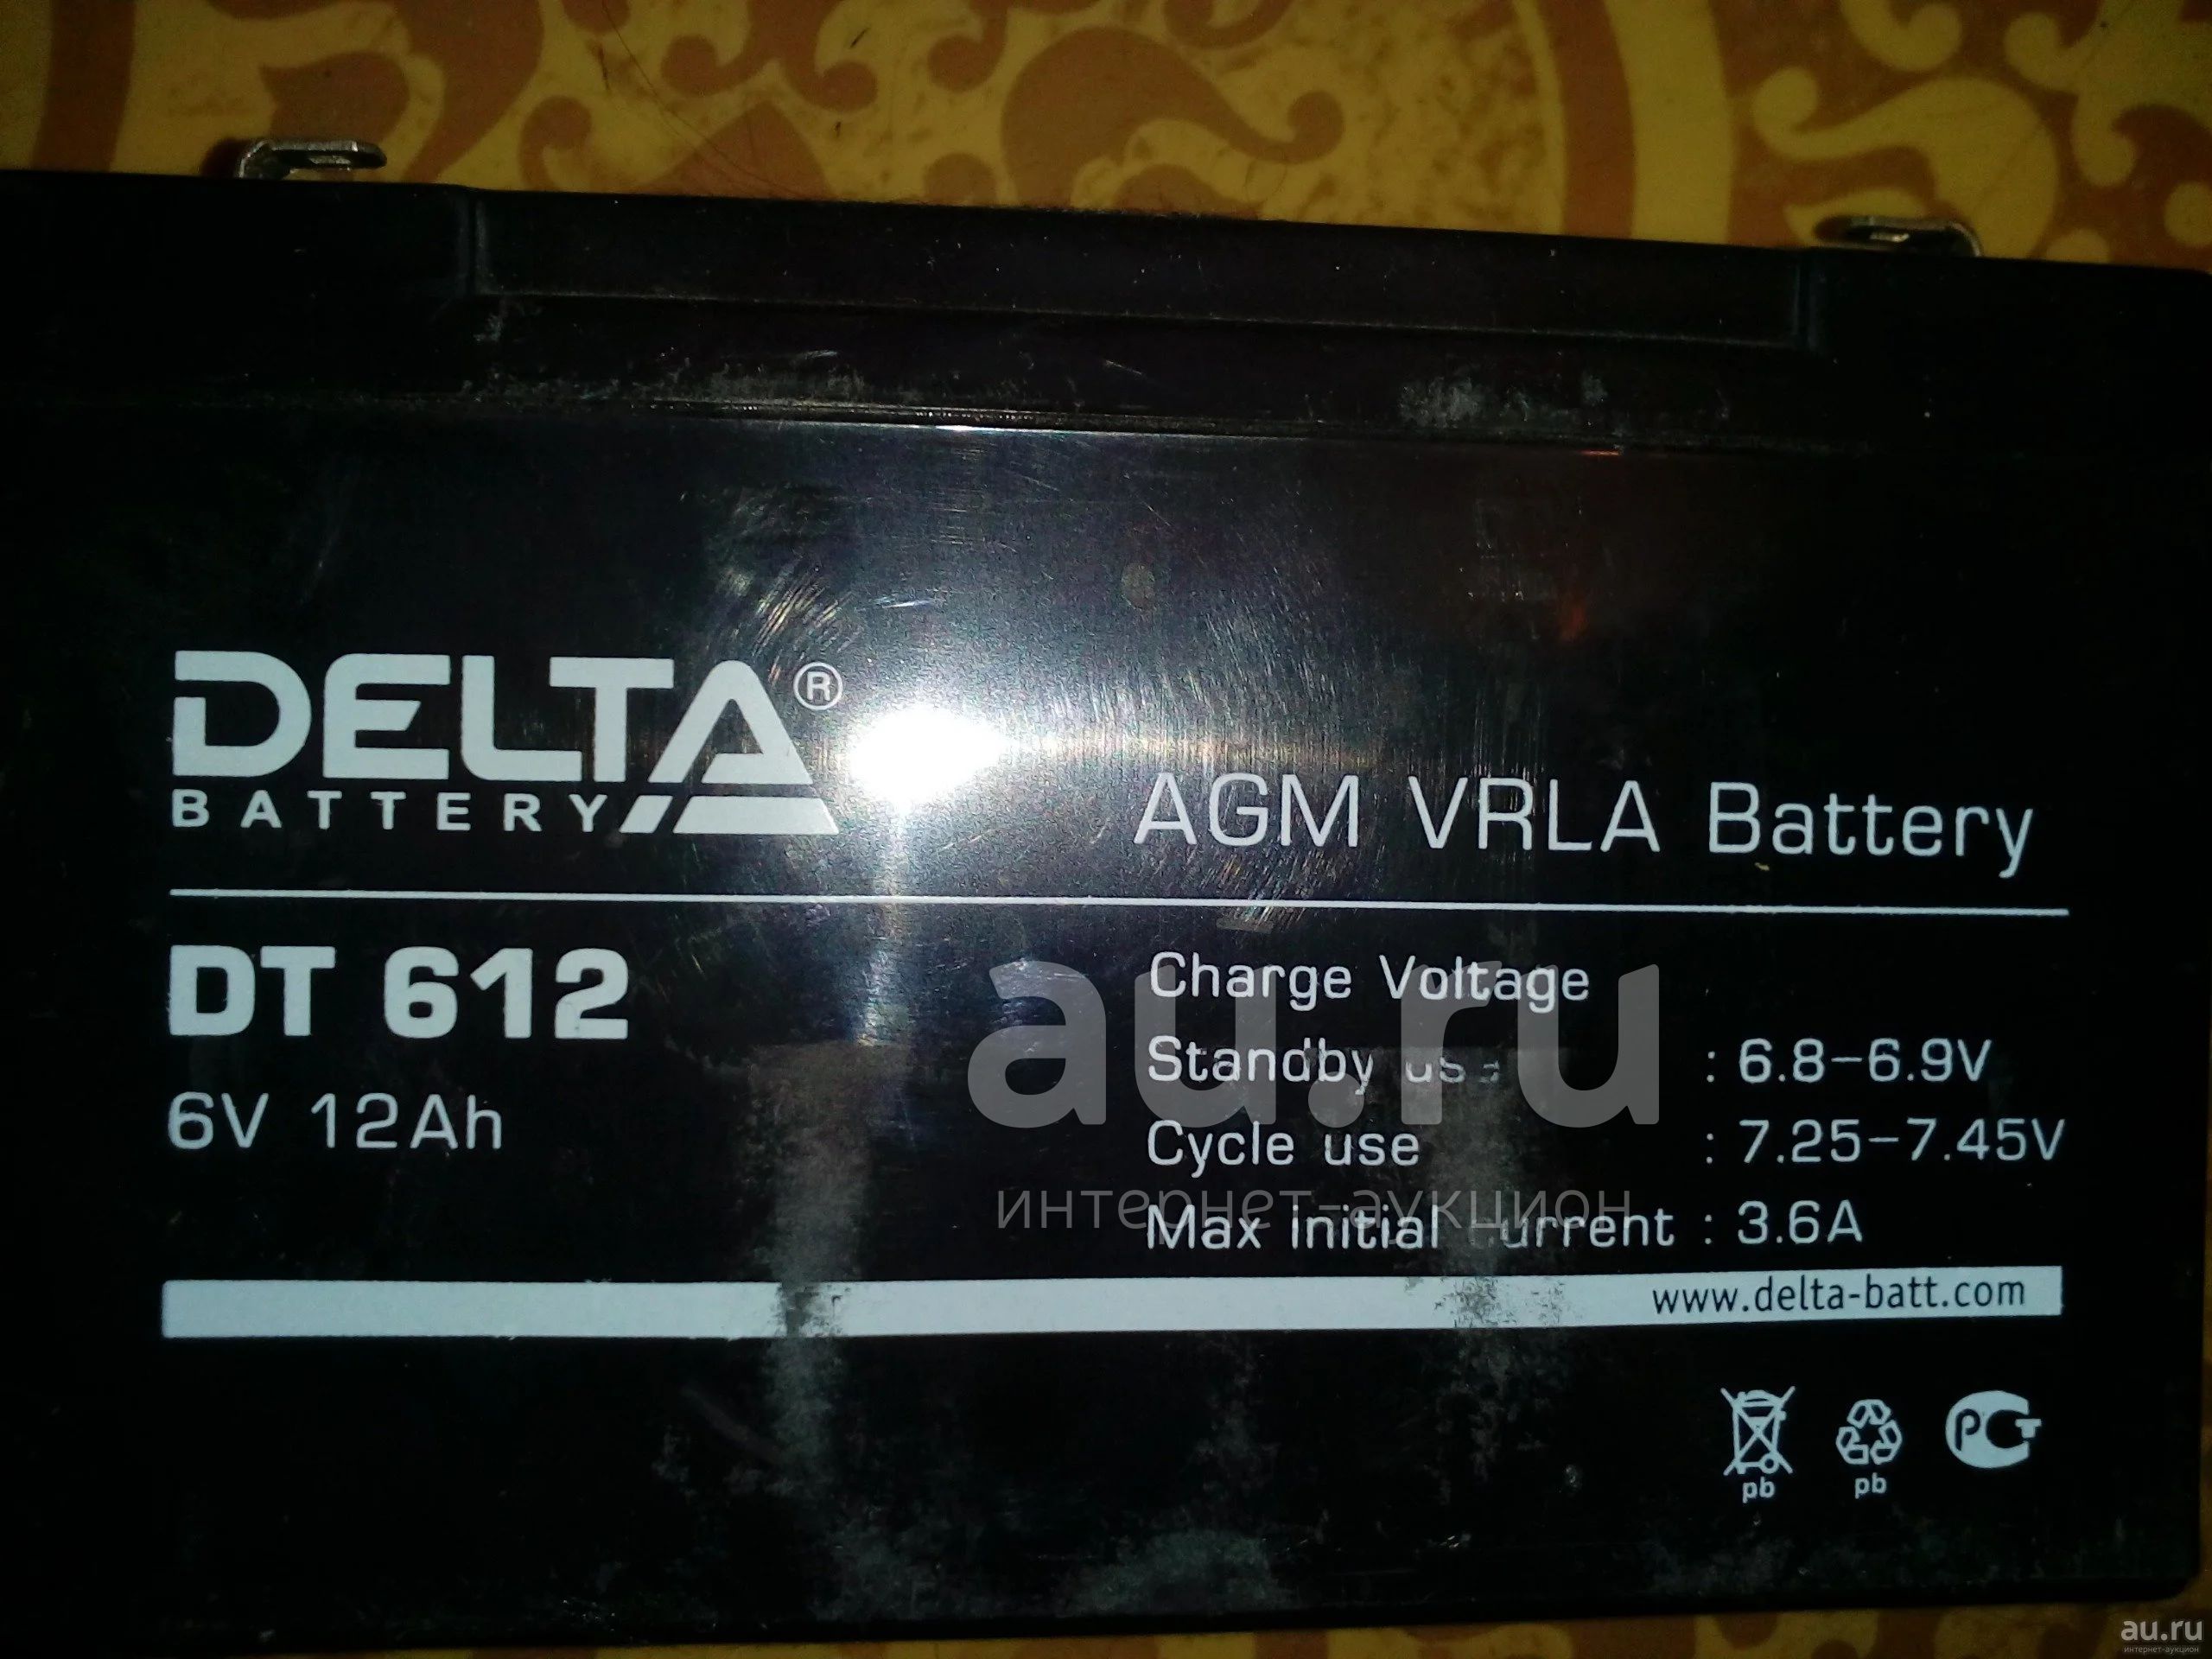 DELTA®
BATTERY
AGM VRLA Battery
DT 612
6V 12Ah
Charge Voltage
Standby use : 6.8-6.9V
Cycle use : 7.25-7.45V
Max initial current : 3.6A
au.ru
интернет-аукцион
www.delta-batt.com
pb
pb
РСТ
au.ru
интернет-аукцион